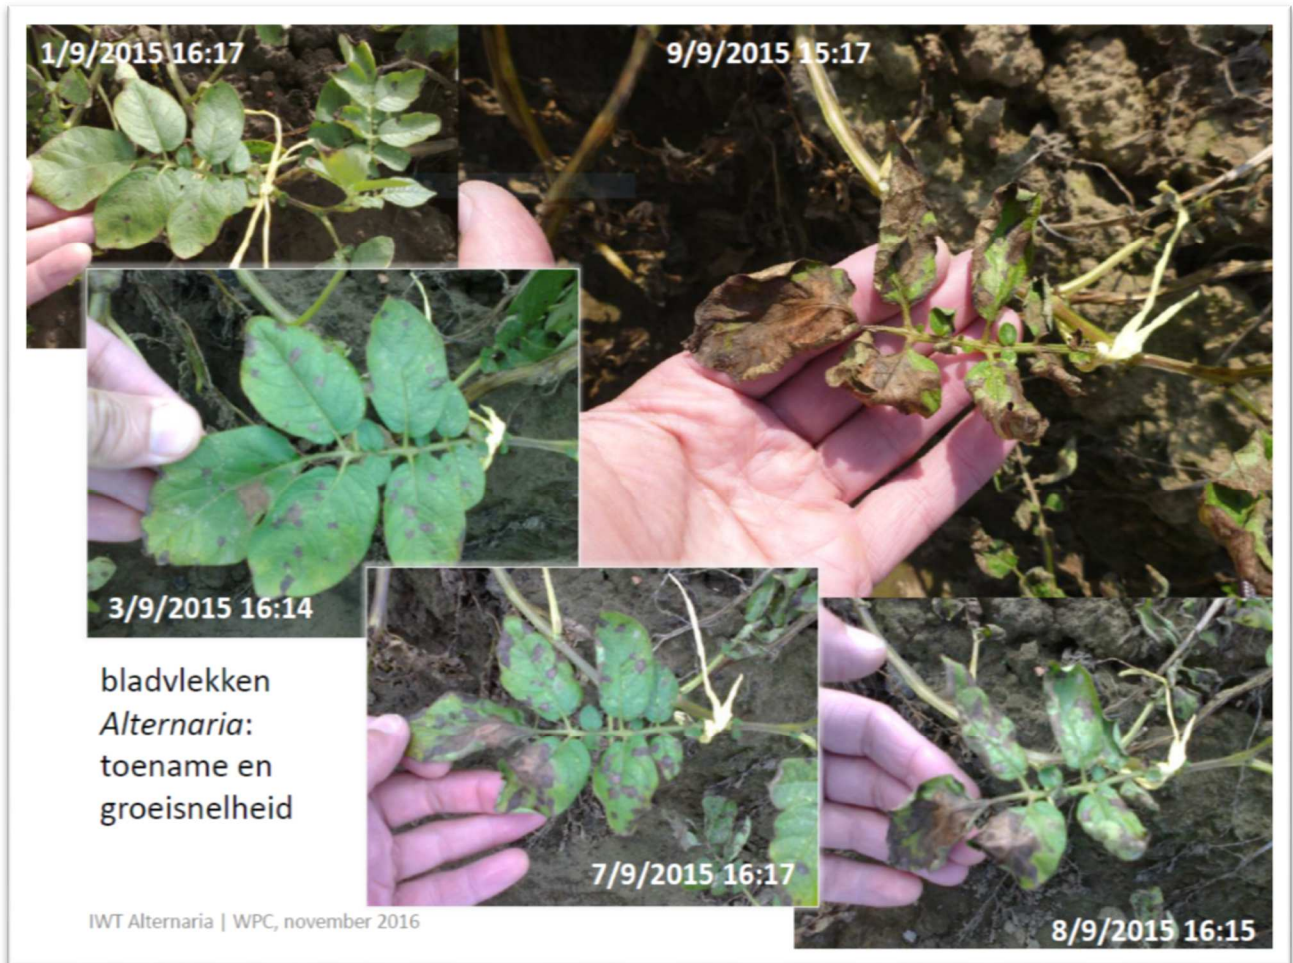 1/9/2015 16:17
9/9/2015 15:17
3/9/2015 16:14
bladvlekken
Alternaria:
toename en
groeisnelheid
7/9/2015 16:17
8/9/2015 16:15
IWT Alternaria | WPC, november 2016